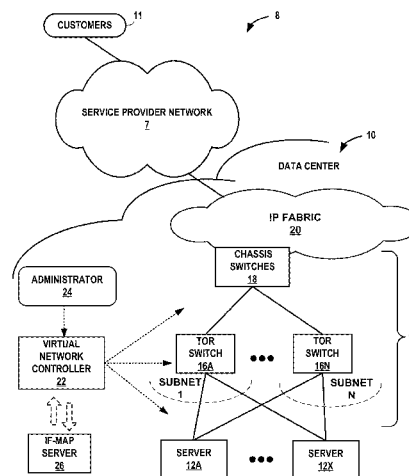 CUSTOMERS
11
8
SERVICE PROVIDER NETWORK
7
10
DATA CENTER
IP FABRIC
20
CHASSIS
SWITCHES
18
ADMINISTRATOR
24
VIRTUAL
NETWORK
CONTROLLER
22
TOR
SWITCH
16A
TOR
SWITCH
16N
SUBNET
1
SUBNET
N
IF-MAP
SERVER
26
SERVER
12A
SERVER
12X